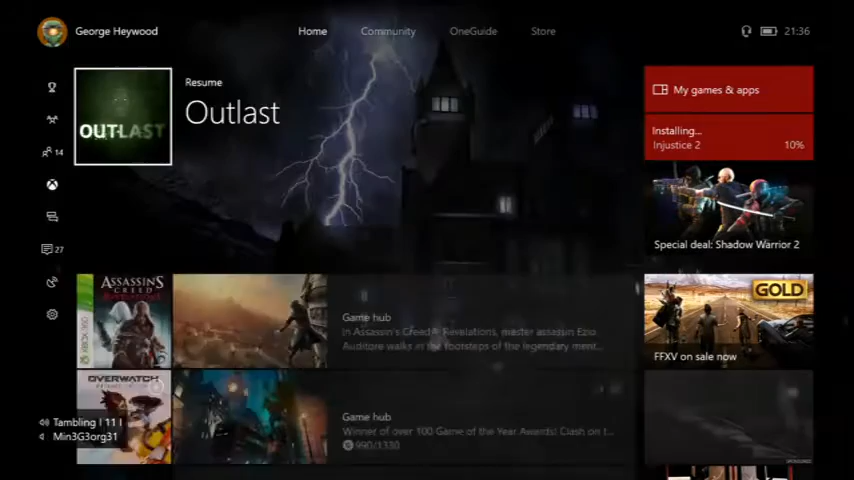 George Heywood
Home
Community
OneGuide
Store
21:36
OUTLAST
Resume
Outlast
My games & apps
Installing...
Injustice 2
10%
14
27
Special deal: Shadow Warrior 2
ASSASSIN'S
CREED
REVELATIONS
XBOX 360
Game hub
In Assassin's Creed® Revelations, master assassin Ezio
Auditore walks in the footsteps of the legendary ment...
GOLD
FFXV on sale now
OVERWATCH
Game hub
Winner of over 100 Game of the Year Awards! Clash on t...
990/1330
Tambling I 11 I
Min3G3org31